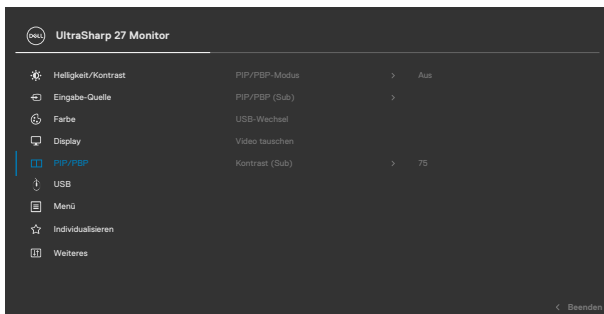 DELL UltraSharp 27 Monitor
Helligkeit/Kontrast PIP/PBP-Modus > Aus
Eingabe-Quelle PIP/PBP (Sub) >
Farbe USB-Wechsel
Display Video tauschen
PIP/PBP Kontrast (Sub) > 75
USB
Menü
Individualisieren
Weiteres
< Beenden